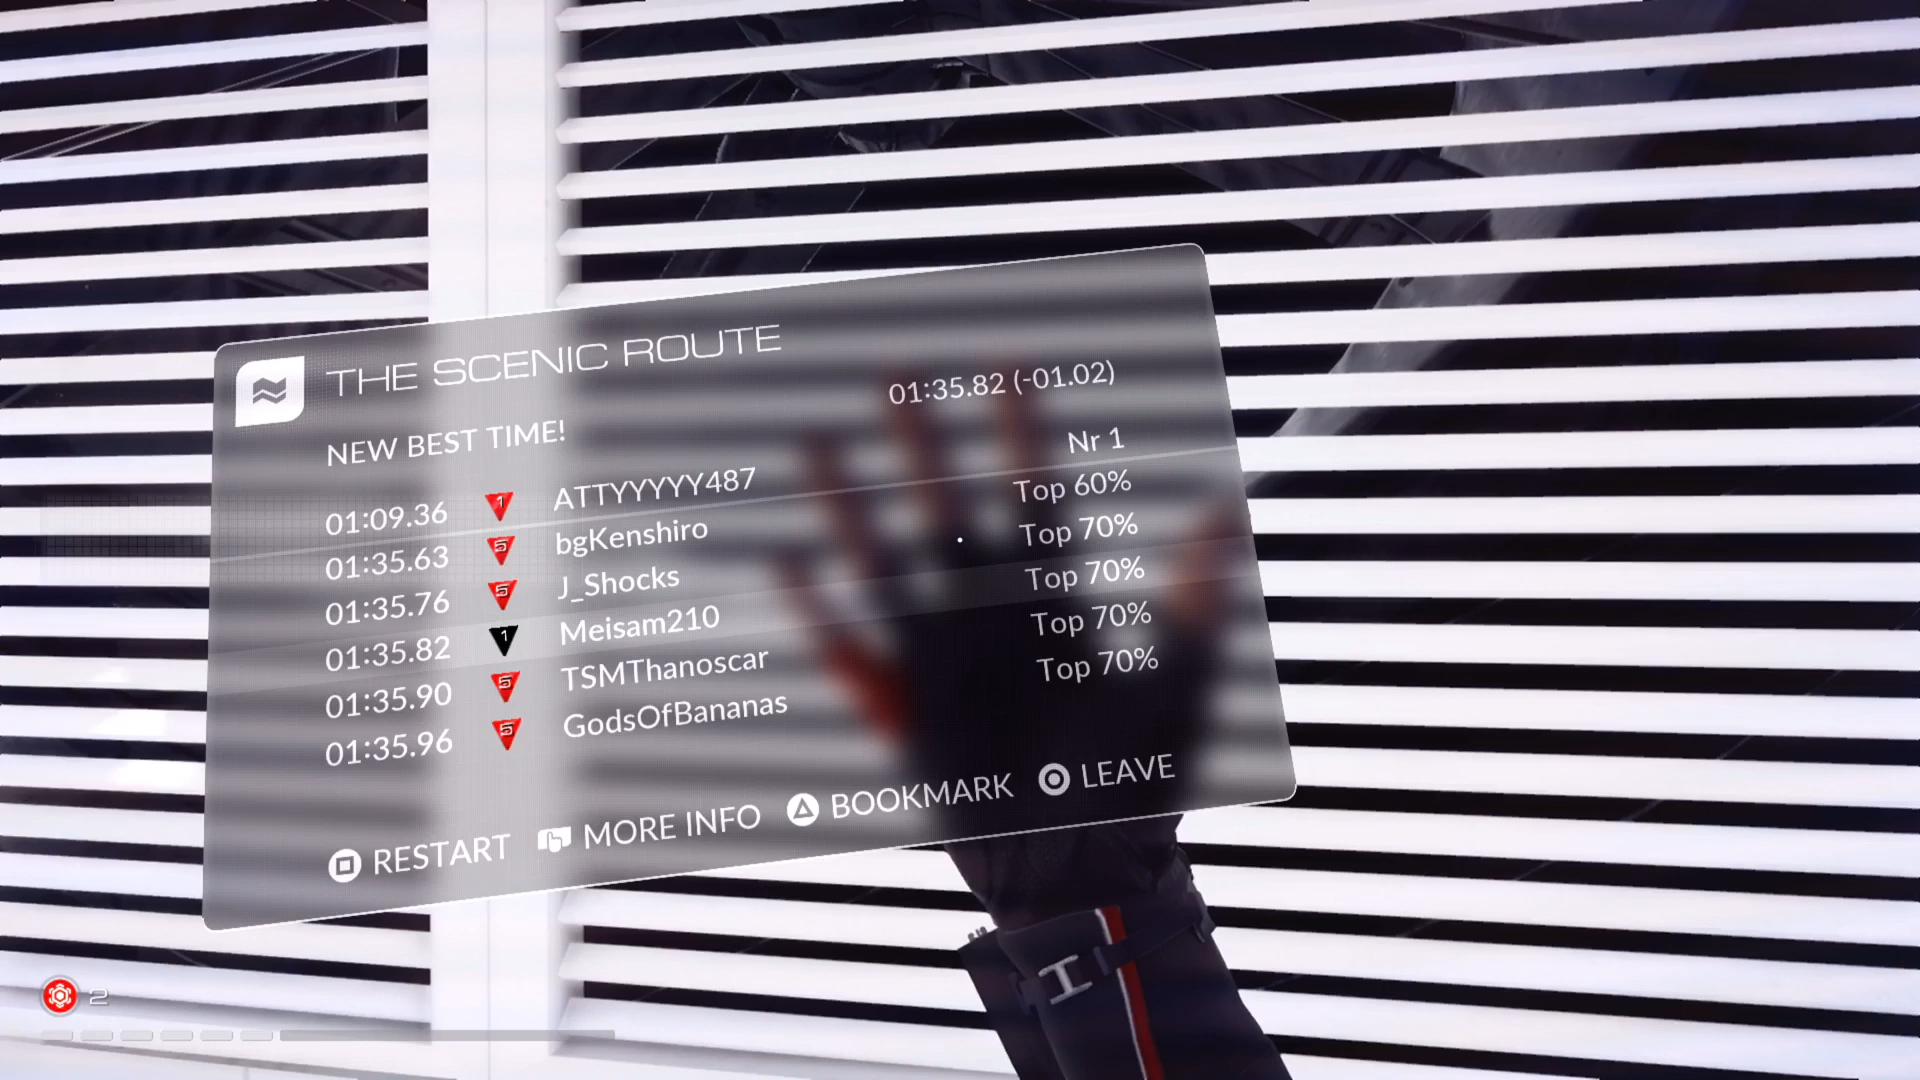 THE SCENIC ROUTE
NEW BEST TIME! 01:35.82 (-01.02)
01:09.36 1 ATTYYYYY487 Nr 1
01:35.63 5 bgKenshiro Top 60%
01:35.76 5 J_Shocks Top 70%
01:35.82 1 Meisam210 Top 70%
01:35.90 5 TSMThanoscar Top 70%
01:35.96 5 GodsOfBananas Top 70%
RESTART MORE INFO BOOKMARK LEAVE
2